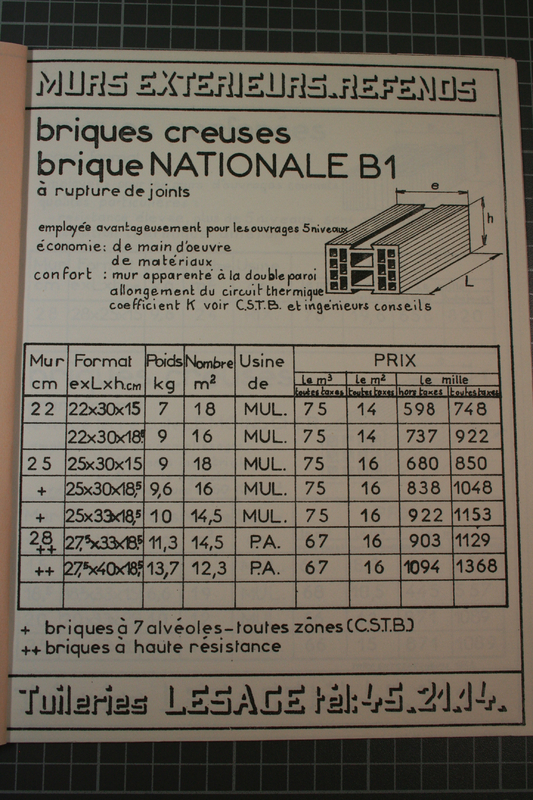 MURS EXTERIEURS.REFENDS
briques creuses
brique NATIONALE B1
à rupture de joints
employée avantageusement pour les ouvrages 5 niveaux
économie: de main d'oeuvre
de matériaux
confort : mur apparenté à la double paroi
allongement du circuit thermique
coefficient K voir C.S.T.B. et ingénieurs conseils
e
h
L
Mur cm Format exLxh.cm Poids kg Nombre m² Usine de PRIX
le m³ le m² le mille
toutes taxes toutes taxes hors taxes toutes taxes
22 22x30x15 7 18 MUL. 75 14 598 748
22x30x18⁵ 9 16 MUL. 75 14 737 922
25 25x30x15 9 18 MUL. 75 16 680 850
+ 25x30x18,⁵ 9,6 16 MUL. 75 16 838 1048
+ 25x33x18,⁵ 10 14,5 MUL. 75 16 922 1153
28 ++ 27,⁵x33x18,⁵ 11,3 14,5 P.A. 67 16 903 1129
++ 27,⁵x40x18,⁵ 13,7 12,3 P.A. 67 16 1094 1368
+ briques à 7 alvéoles-toutes zônes (C.S.T.B.)
++ briques à haute résistance
Tuileries LESAGE tèl:45.21.14.